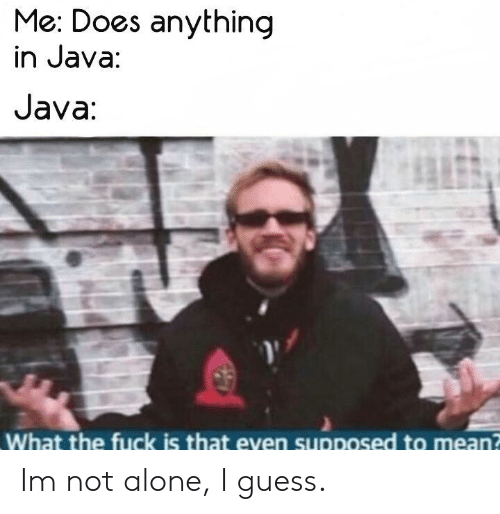 Me: Does anything
in Java:
Java:
What the fuck is that even supposed to mean?
Im not alone, I guess.